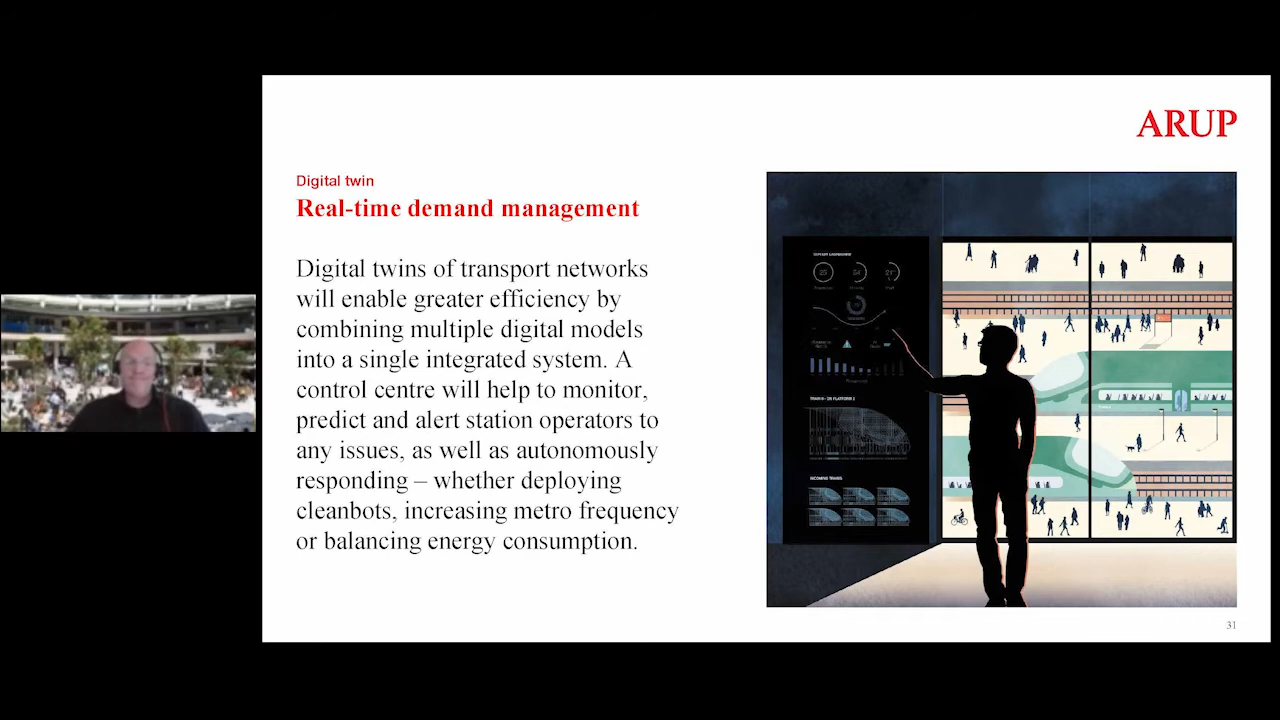 ARUP
Digital twin
Real-time demand management
Digital twins of transport networks
will enable greater efficiency by
combining multiple digital models
into a single integrated system. A
control centre will help to monitor,
predict and alert station operators to
any issues, as well as autonomously
responding – whether deploying
cleanbots, increasing metro frequency
or balancing energy consumption.
INCOMING TRAINS
31